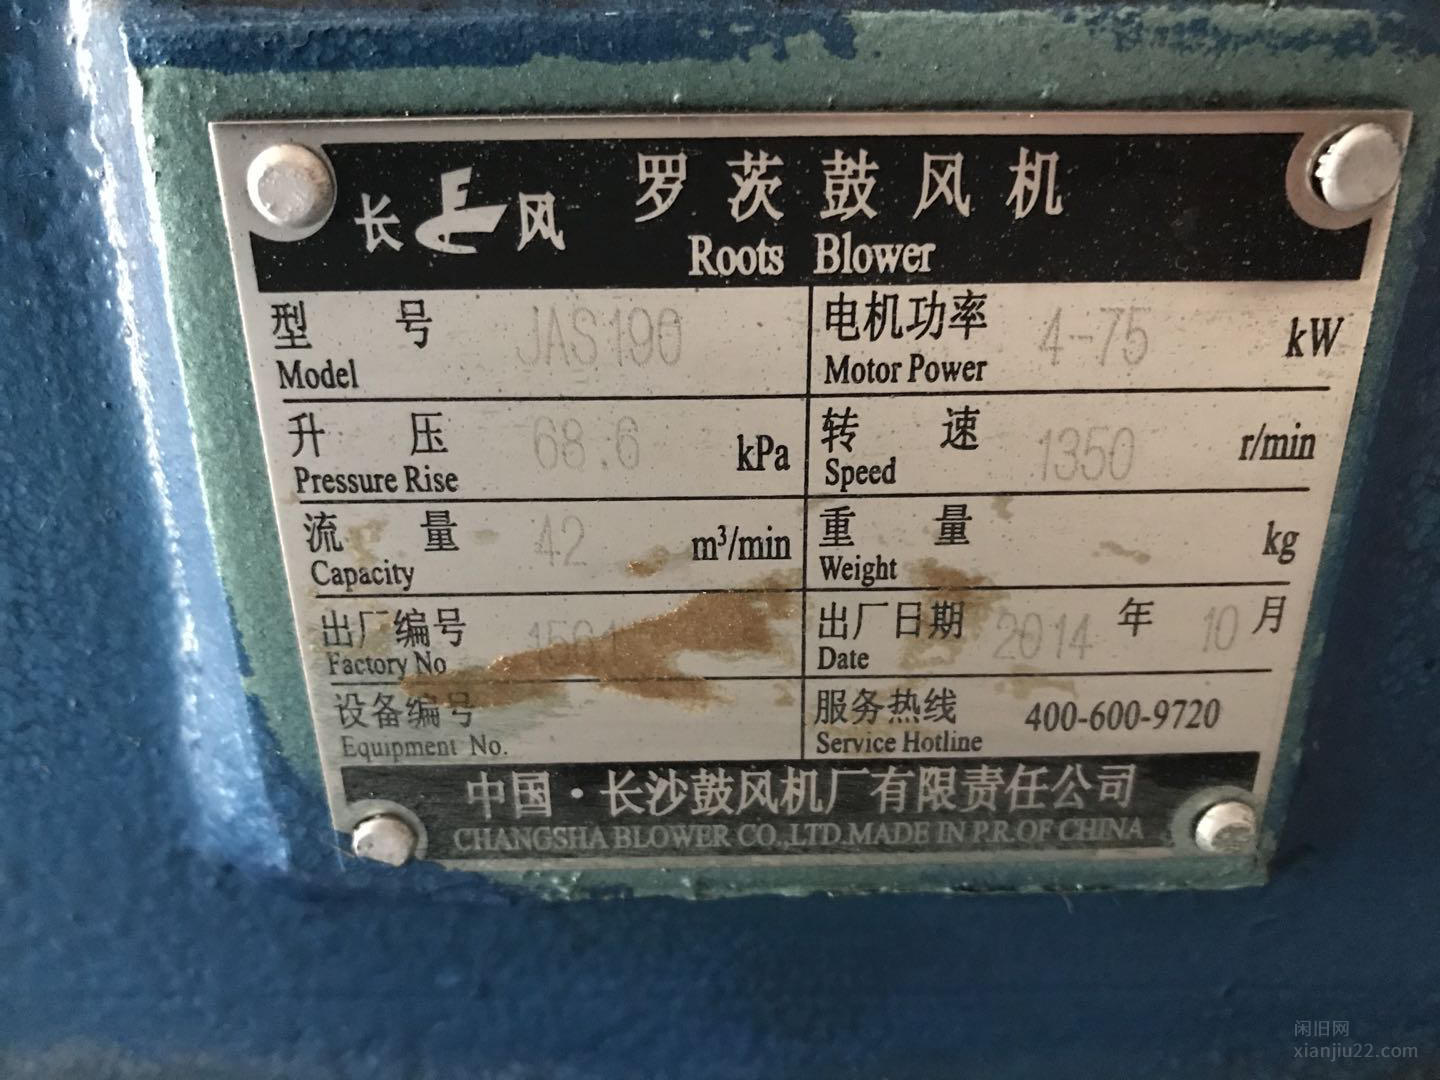 长 风 罗茨鼓风机
Roots Blower
型号 JAS190 电机功率 4-75 kW
Model Motor Power
升压 68.6 kPa 转速 1350 r/min
Pressure Rise Speed
流量 42 m³/min 重量 kg
Capacity Weight
出厂编号 出厂日期 2014 年 10 月
Factory No Date
设备编号 服务热线 400-600-9720
Equipment No. Service Hotline
中国·长沙鼓风机厂有限责任公司
CHANGSHA BLOWER CO.,LTD.MADE IN P.R.OF CHINA
闲旧网
xianjiu22.com